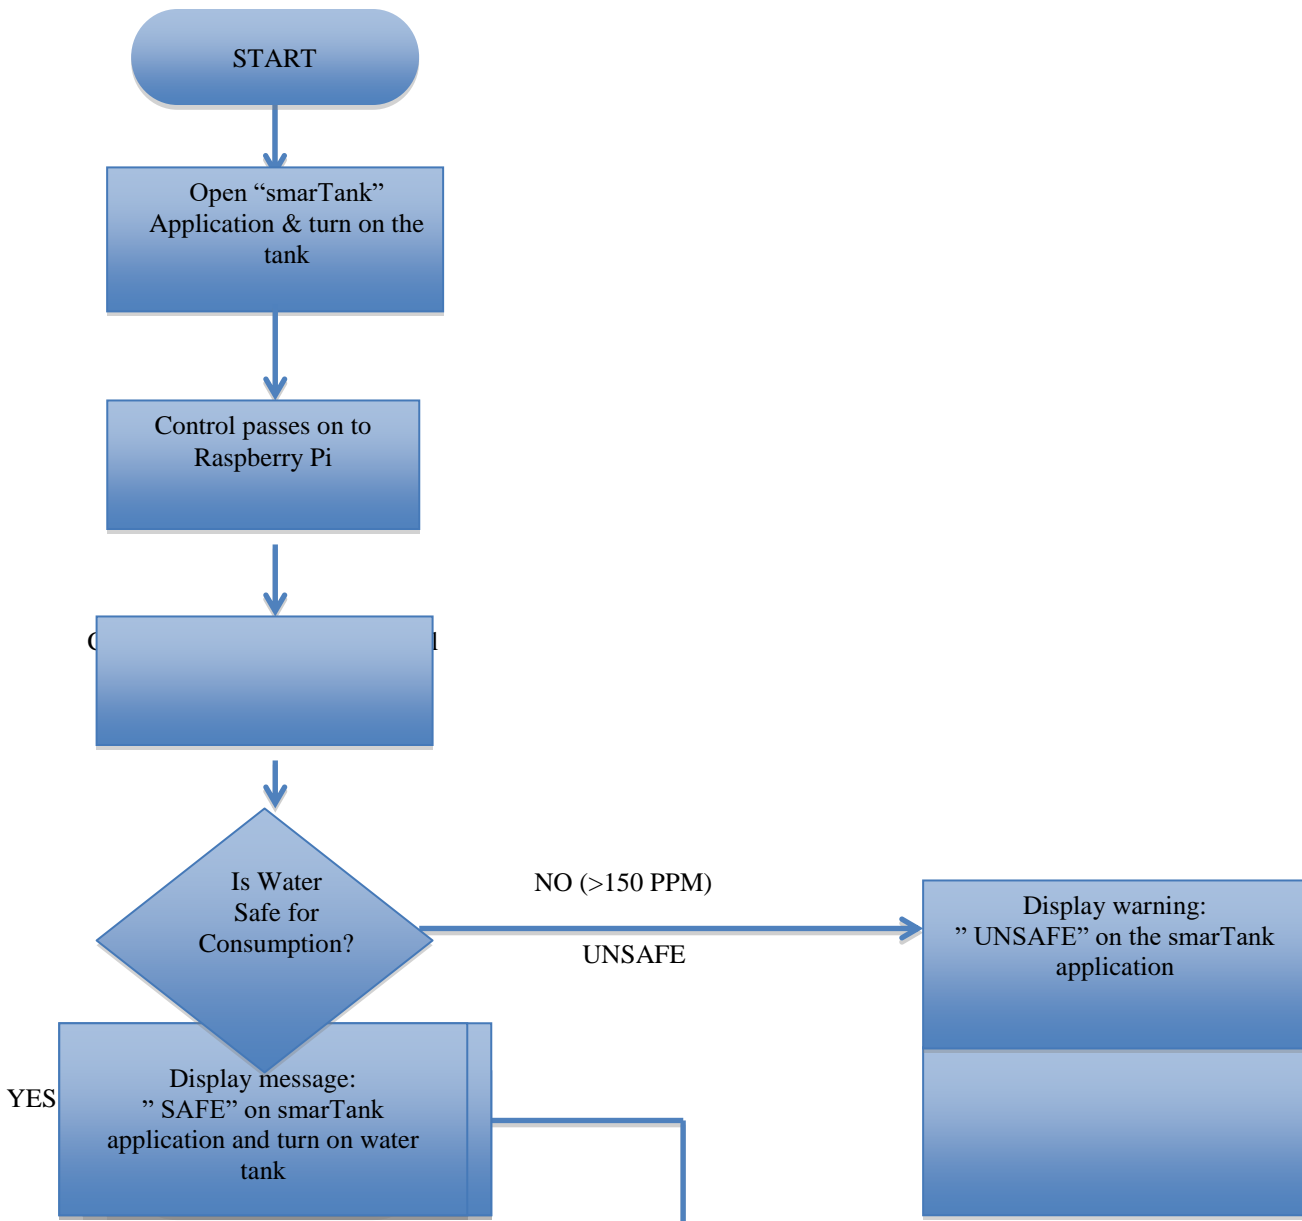 START
Open “smarTank”
Application & turn on the
tank
Control passes on to
Raspberry Pi
Is Water
Safe for
Consumption?
NO (>150 PPM)
UNSAFE
Display warning:
” UNSAFE” on the smarTank
application
YES
Display message:
” SAFE” on smarTank
application and turn on water
tank